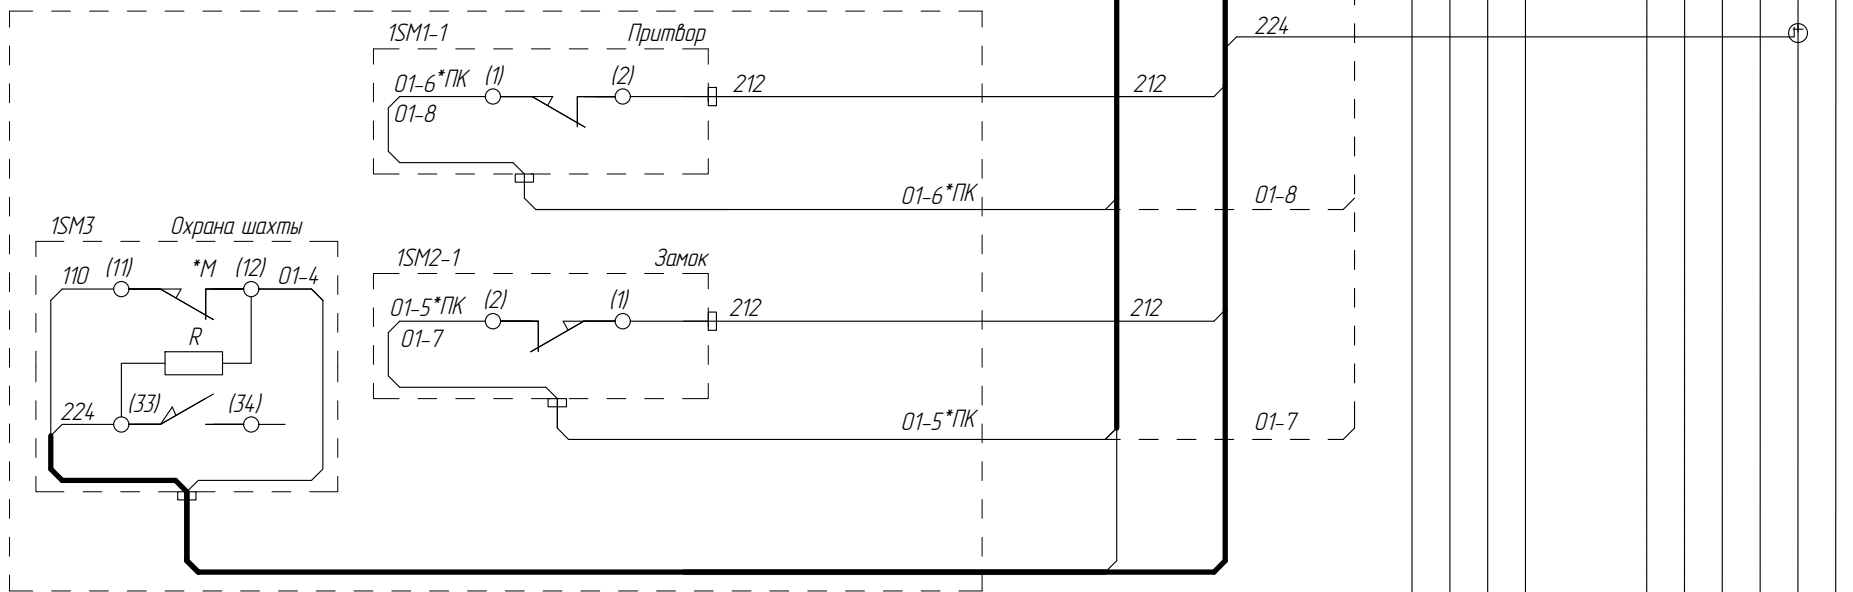 224
1SM1-1 Притвор
01-6*ПК (1) (2) 212 212
01-8
01-6*ПК 01-8
1SM3 Охрана шахты
1SM2-1 Замок
110 (11) *М (12) 01-4
01-5*ПК (2) (1) 212 212
01-7
R
224 (33) (34)
01-5*ПК 01-7